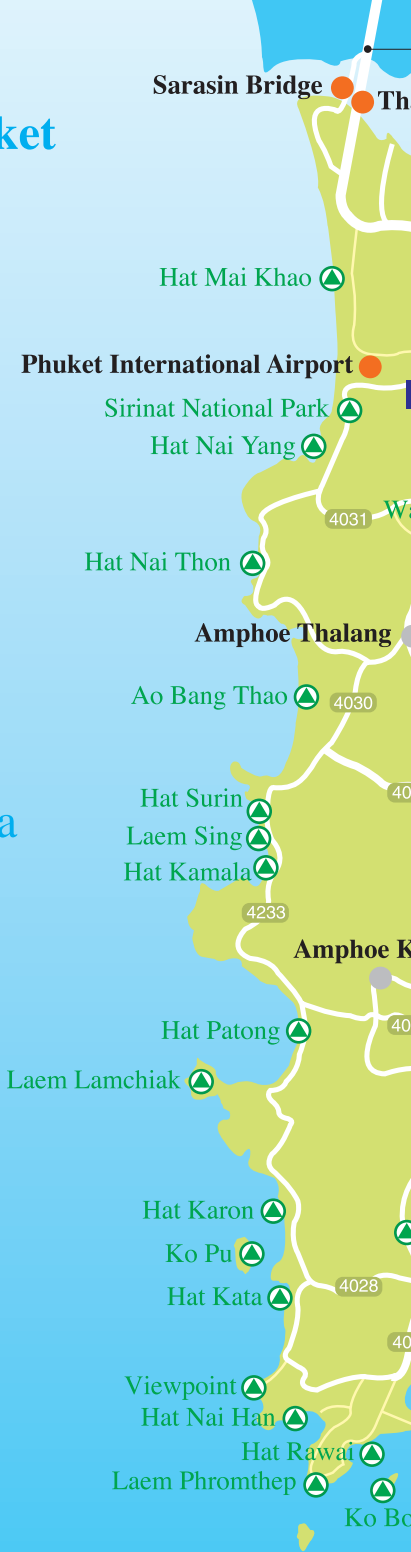 Sarasin Bridge
ket
Hat Mai Khao
Phuket International Airport
Sirinat National Park
Hat Nai Yang
4031
Hat Nai Thon
Amphoe Thalang
Ao Bang Thao
4030
Hat Surin
a
Laem Sing
Hat Kamala
4233
Amphoe K
Hat Patong
Laem Lamchiak
Hat Karon
Ko Pu
4028
Hat Kata
Viewpoint
Hat Nai Han
Hat Rawai
Laem Phromthep
Ko Bo